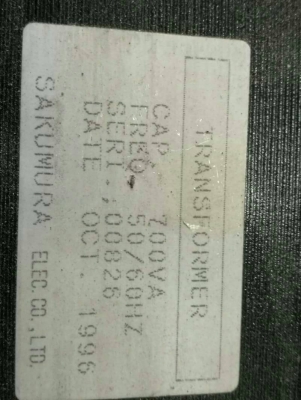 TRANSFORMER
CAP 700VA
FREQ. 50/60HZ
SERI.;00826
DATE OCT. 1996
SAKUMURA ELEC.CO.,LTD.